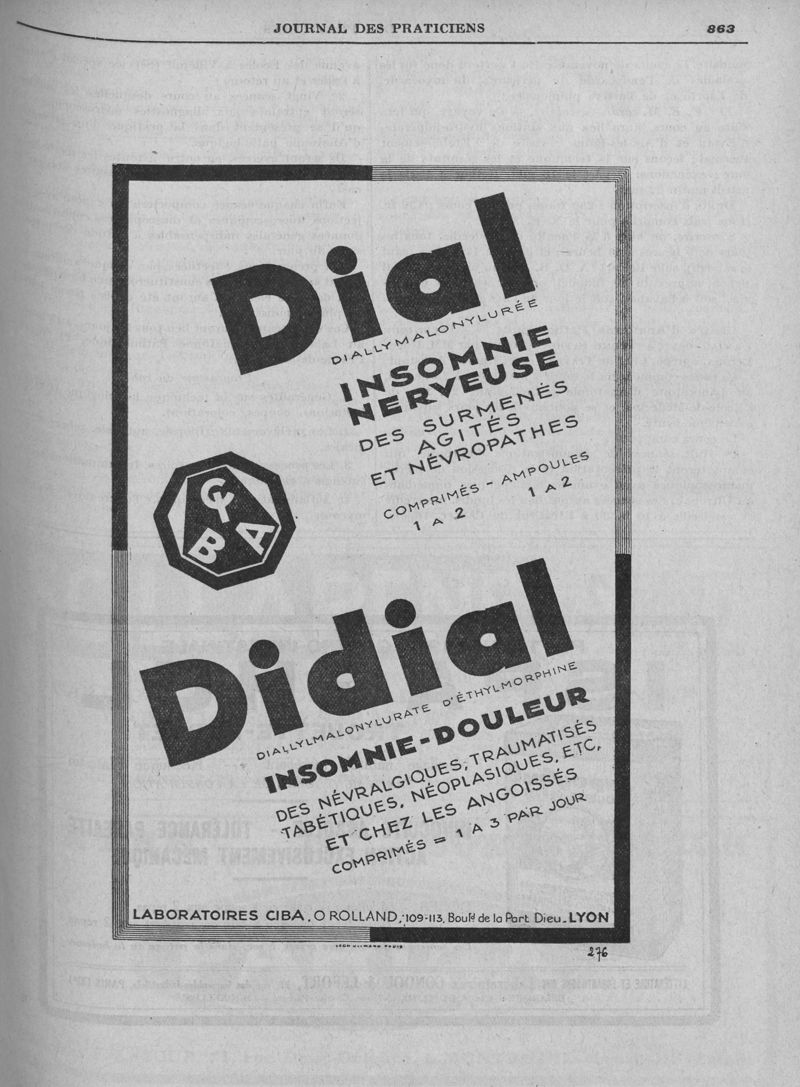 JOURNAL DES PRATICIENS
863
Dial
DIALLYMALONYLURÉE
INSOMNIE
NERVEUSE
DES SURMENÉS
AGITÉS
ET NÉVROPATHES
COMPRIMÉS - AMPOULES
1 A 2 1 A 2
CIBA
Didial
DIALLYLMALONYLURATE D'ÉTHYLMORPHINE
INSOMNIE-DOULEUR
DES NÉVRALGIQUES, TRAUMATISÉS
TABÉTIQUES, NÉOPLASIQUES, ETC,
ET CHEZ LES ANGOISSÉS
COMPRIMÉS = 1 A 3 PAR JOUR
LABORATOIRES CIBA, O ROLLAND, 109-113, Boulᵈ de la Part Dieu - LYON
276